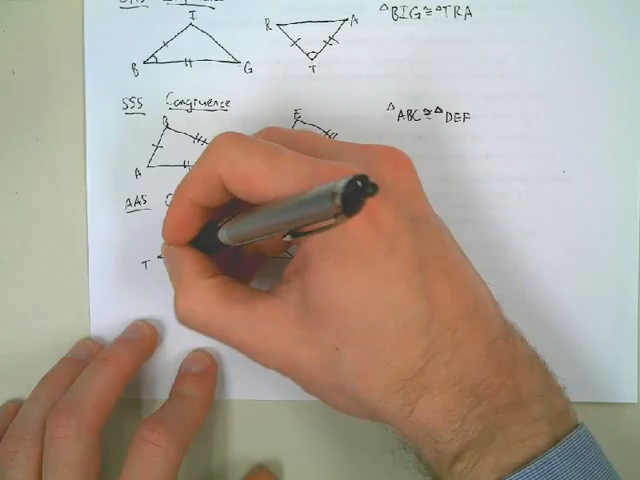 I
R A
△BIG≅△TRA
B G
T
SSS Congruence
B E
△ABC≅△DEF
A
AAS
T